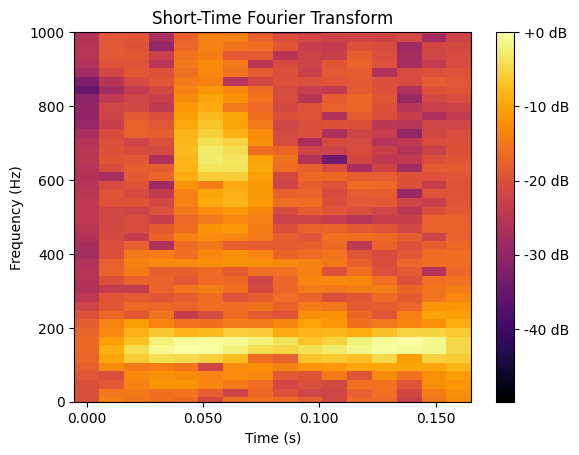 Short-Time Fourier Transform
1000
800
600
400
200
0
Frequency (Hz)
0.000
0.050
0.100
0.150
Time (s)
+0 dB
-10 dB
-20 dB
-30 dB
-40 dB